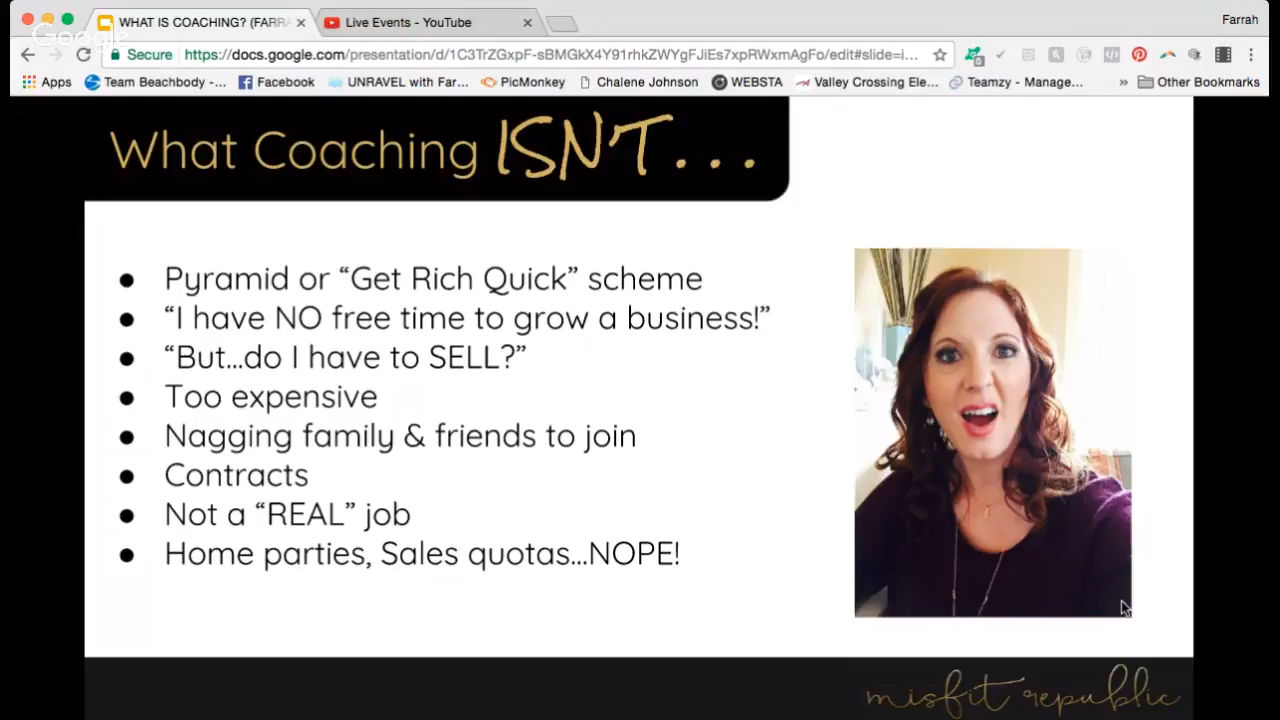 WHAT IS COACHING? (FARRA
Live Events - YouTube
Farrah
Google
Secure https://docs.google.com/presentation/d/1C3TrZGxpF-sBMGkX4Y91rhkZWYgFJiEs7xpRWxmAgFo/edit#slide=i...
Apps Team Beachbody -... Facebook UNRAVEL with Far... PicMonkey Chalene Johnson WEBSTA Valley Crossing Ele... Teamzy - Manage... » Other Bookmarks
What Coaching ISN'T...
● Pyramid or “Get Rich Quick” scheme
● “I have NO free time to grow a business!”
● “But...do I have to SELL?”
● Too expensive
● Nagging family & friends to join
● Contracts
● Not a “REAL” job
● Home parties, Sales quotas...NOPE!
misfit republic